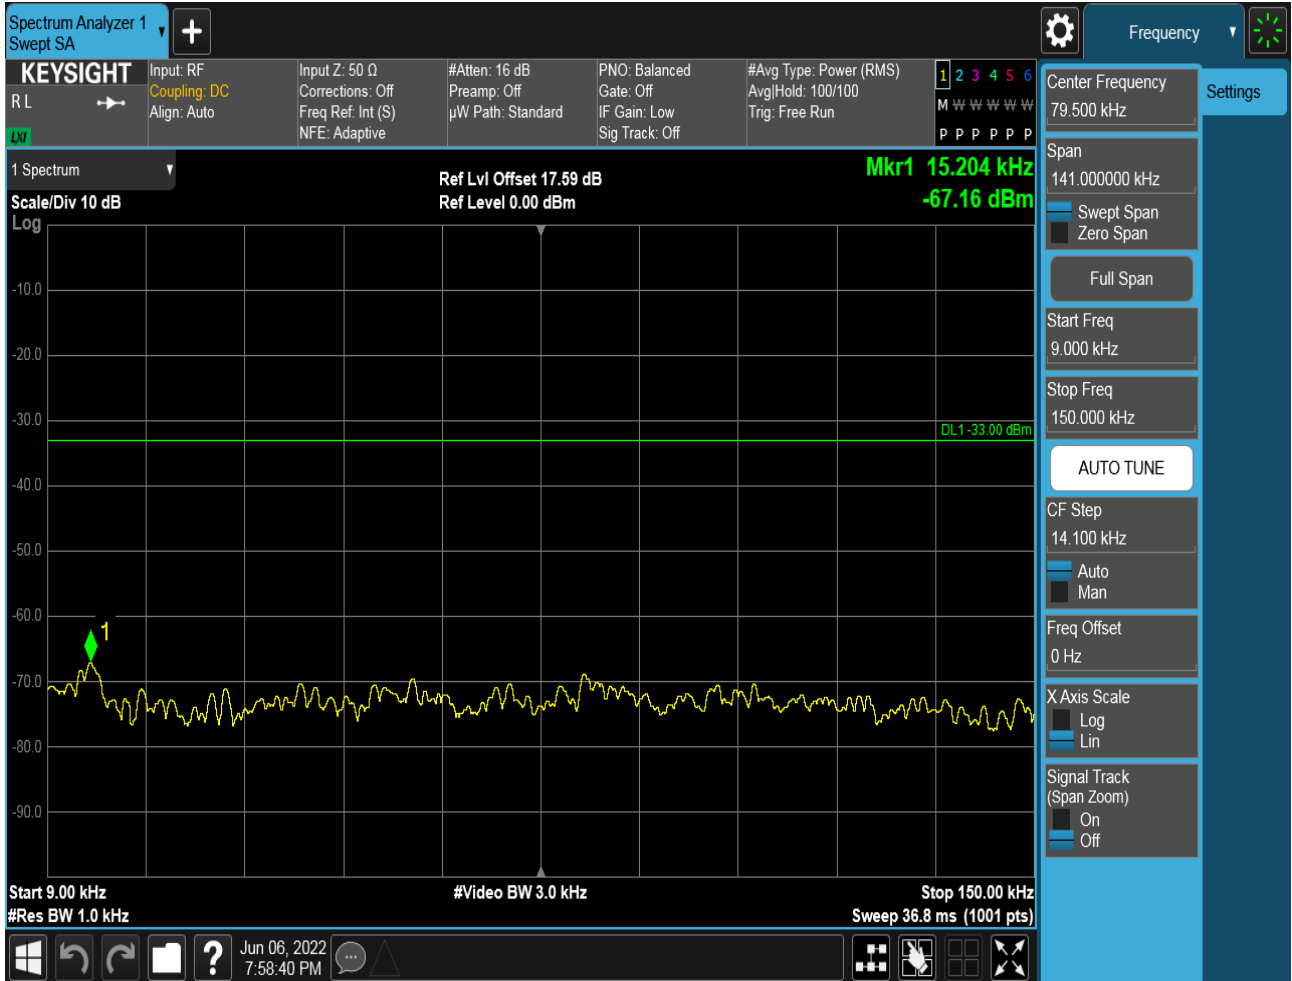 Spectrum Analyzer 1
Swept SA
Frequency
KEYSIGHT
R L
LXI
Input: RF
Coupling: DC
Align: Auto
Input Z: 50 Ω
Corrections: Off
Freq Ref: Int (S)
NFE: Adaptive
#Atten: 16 dB
Preamp: Off
µW Path: Standard
PNO: Balanced
Gate: Off
IF Gain: Low
Sig Track: Off
#Avg Type: Power (RMS)
Avg|Hold: 100/100
Trig: Free Run
1 2 3 4 5 6
M W W W W W
P P P P P P
1 Spectrum
Scale/Div 10 dB
Log
Ref Lvl Offset 17.59 dB
Ref Level 0.00 dBm
Mkr1 15.204 kHz
-67.16 dBm
-10.0
-20.0
-30.0
DL1 -33.00 dBm
-40.0
-50.0
-60.0
1
-70.0
-80.0
-90.0
Start 9.00 kHz
#Video BW 3.0 kHz
Stop 150.00 kHz
#Res BW 1.0 kHz
Sweep 36.8 ms (1001 pts)
?
Jun 06, 2022
7:58:40 PM
Center Frequency
79.500 kHz
Span
141.000000 kHz
Swept Span
Zero Span
Full Span
Start Freq
9.000 kHz
Stop Freq
150.000 kHz
AUTO TUNE
CF Step
14.100 kHz
Auto
Man
Freq Offset
0 Hz
X Axis Scale
Log
Lin
Signal Track
(Span Zoom)
On
Off
Settings